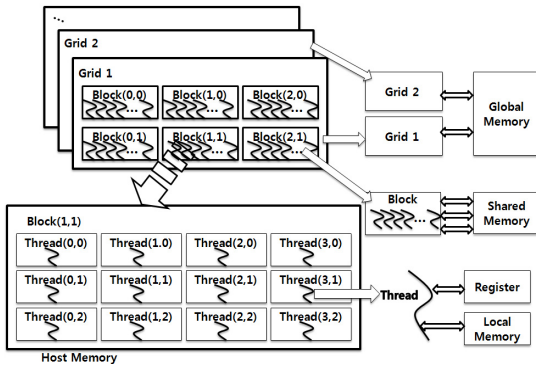 ...
Grid 2
Grid 1
Block(0,0) Block(1,0) Block(2,0)
... ... ...
Block(0,1) Block(1,1) Block(2,1)
... ... ...
Grid 2
Grid 1
Global
Memory
Block
...
Shared
Memory
Block(1,1)
Thread(0,0) Thread(1.0) Thread(2,0) Thread(3,0)
Thread(0,1) Thread(1,1) Thread(2,1) Thread(3,1)
Thread(0,2) Thread(1,2) Thread(2,2) Thread(3,2)
Thread
Register
Local
Memory
Host Memory